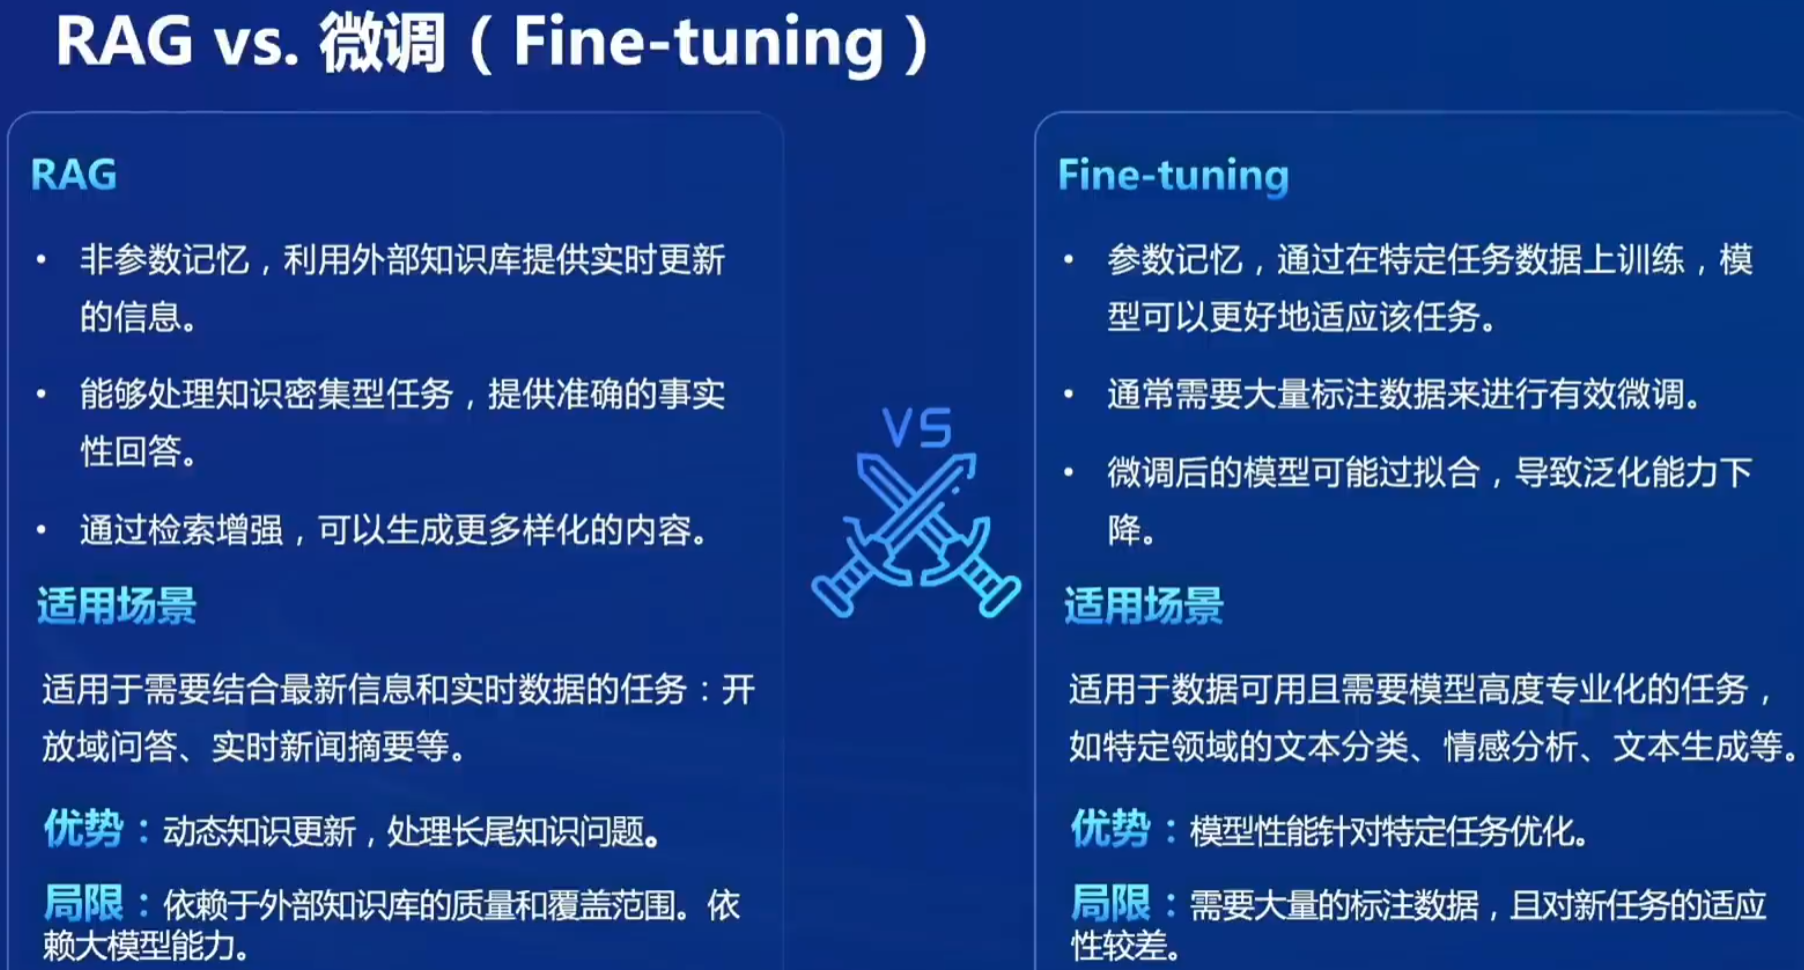 RAG vs. 微调（Fine-tuning）
RAG
• 非参数记忆，利用外部知识库提供实时更新
的信息。
• 能够处理知识密集型任务，提供准确的事实
性回答。
• 通过检索增强，可以生成更多样化的内容。
适用场景
适用于需要结合最新信息和实时数据的任务：开
放域问答、实时新闻摘要等。
优势：动态知识更新，处理长尾知识问题。
局限：依赖于外部知识库的质量和覆盖范围。依
赖大模型能力。
VS
Fine-tuning
• 参数记忆，通过在特定任务数据上训练，模
型可以更好地适应该任务。
• 通常需要大量标注数据来进行有效微调。
• 微调后的模型可能过拟合，导致泛化能力下
降。
适用场景
适用于数据可用且需要模型高度专业化的任务，
如特定领域的文本分类、情感分析、文本生成等。
优势：模型性能针对特定任务优化。
局限：需要大量的标注数据，且对新任务的适应
性较差。